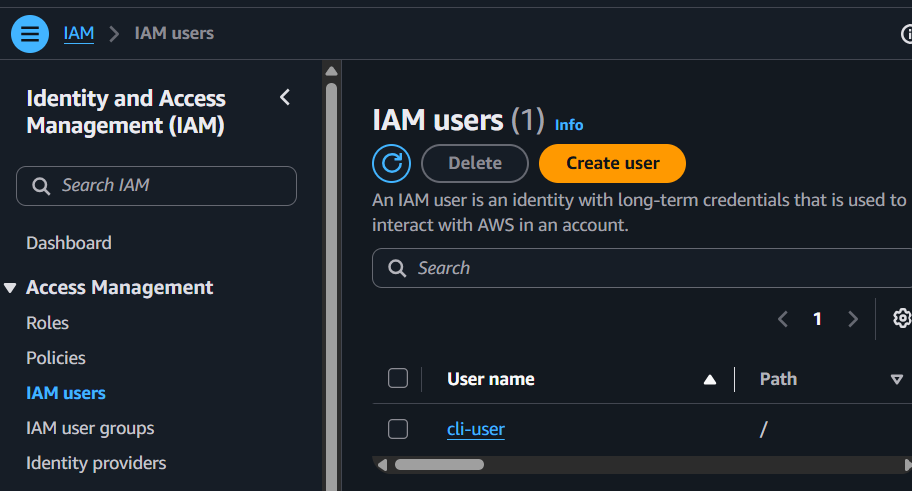 IAM > IAM users
Identity and Access
Management (IAM)
Search IAM
Dashboard
Access Management
Roles
Policies
IAM users
IAM user groups
Identity providers
IAM users (1) Info
Delete
Create user
An IAM user is an identity with long-term credentials that is used to
interact with AWS in an account.
Search
1
User name
Path
cli-user
/